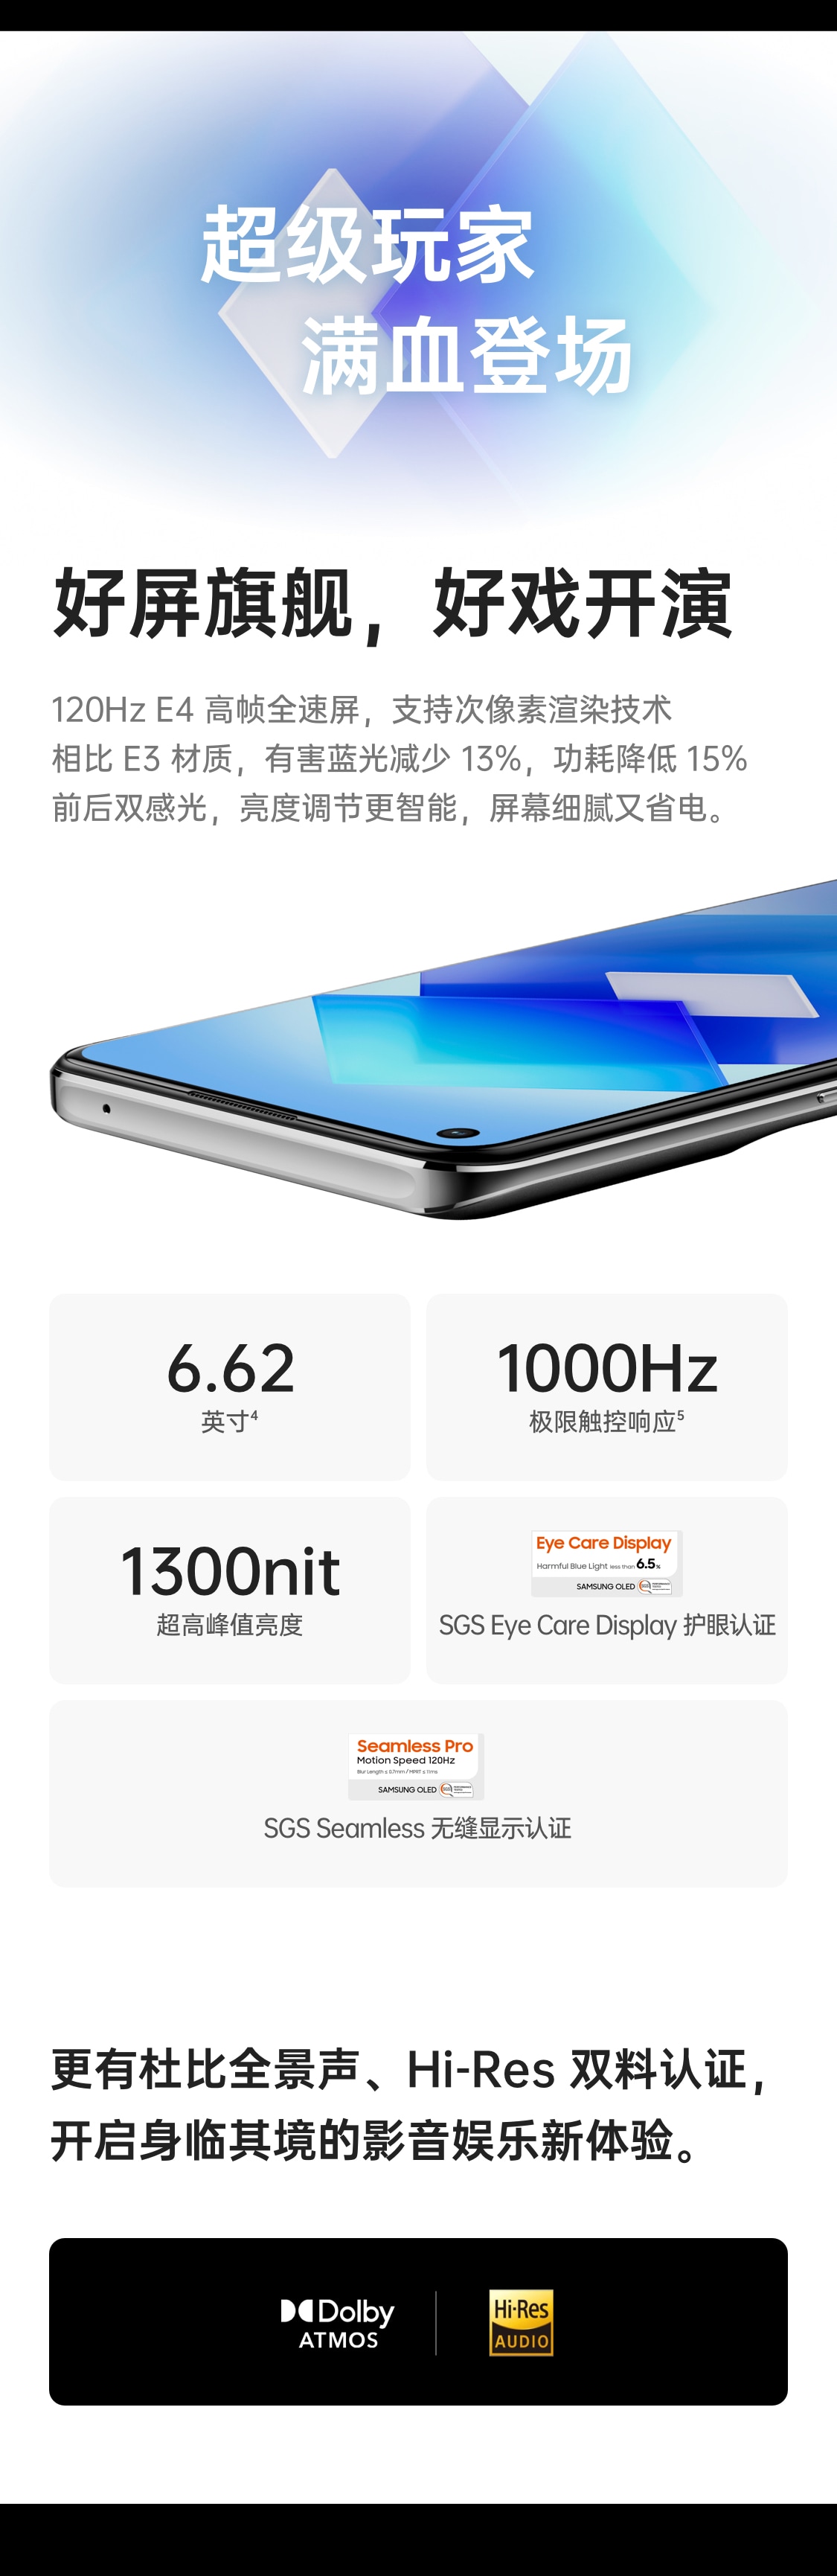 超级玩家
满血登场
好屏旗舰，好戏开演
120Hz E4 高帧全速屏，支持次像素渲染技术
相比 E3 材质，有害蓝光减少 13%，功耗降低 15%
前后双感光，亮度调节更智能，屏幕细腻又省电。
6.62
英寸4
1000Hz
极限触控响应5
1300nit
超高峰值亮度
Eye Care Display
Harmful Blue Light less than 6.5%
SAMSUNG OLED
SGS Eye Care Display 护眼认证
Seamless Pro
Motion Speed 120Hz
Blur Length ≤ 0.7mm / MPRT ≤ 11ms
SAMSUNG OLED
SGS Seamless 无缝显示认证
更有杜比全景声、Hi-Res 双料认证，
开启身临其境的影音娱乐新体验。
Dolby
ATMOS
Hi-Res
AUDIO